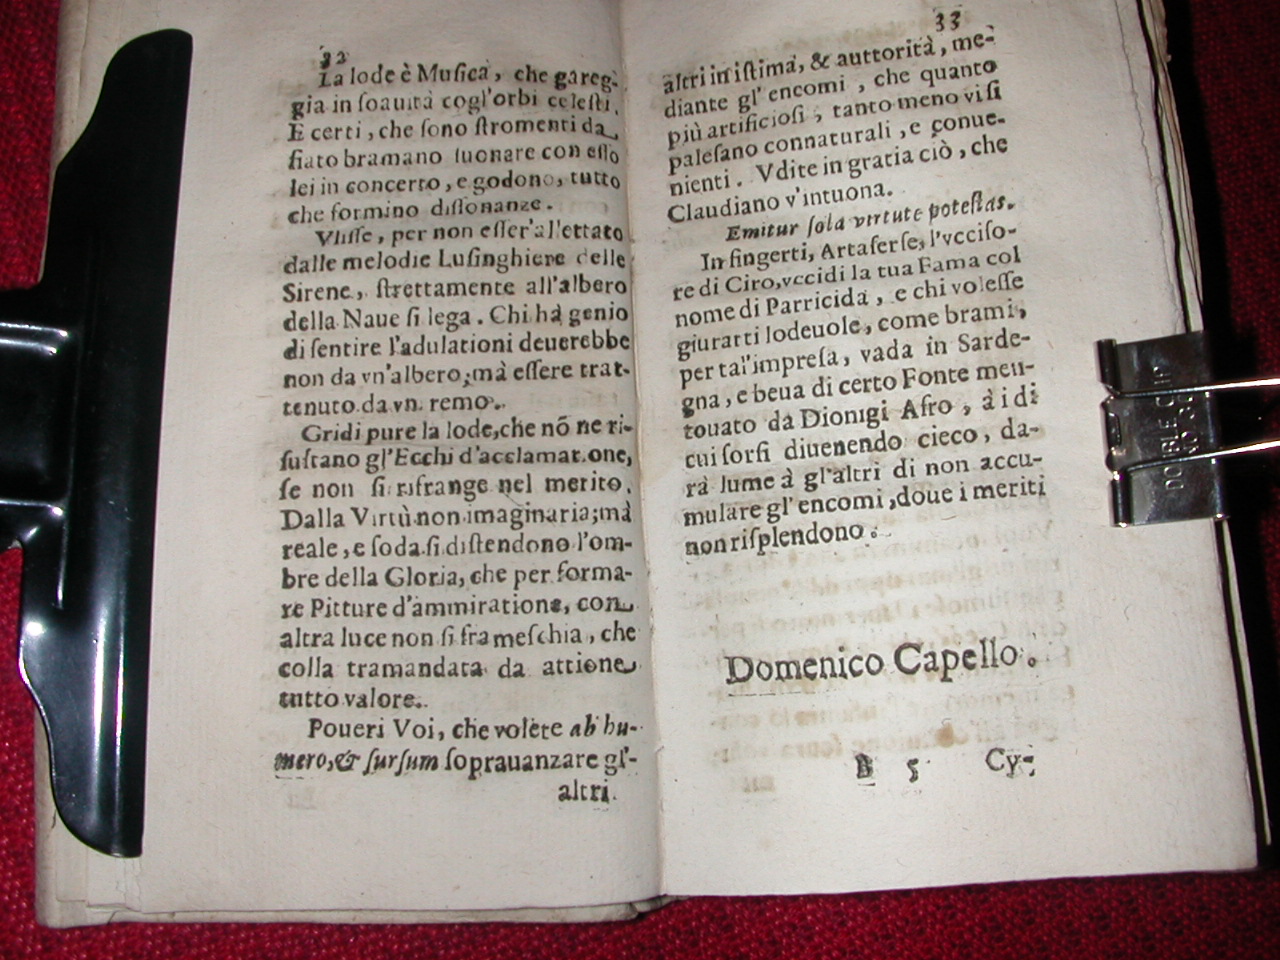 32
La lode è Muſica, che gareg-
gia in ſoauità cogl'orbi celeſti.
E certi, che ſono ſtromenti da
fiato bramano ſuonare con eſſo
lei in concerto, e godono, tutto
che formino diſſonanze.
Vliſſe, per non eſſer'allettato
dalle melodie Luſinghiere delle
Sirene, ſtrettamente all'albero
della Naue ſi lega. Chi hà genio
di ſentire l'adulationi deuerebbe
non da vn'albero; mà eſſere trat-
tenuto da vn remo.
Gridi pure la lode, che nõ ne ri-
ſultano gl'Ecchi d'acclamatione,
ſe non ſi rifrange nel merito.
Dalla Virtù non imaginaria; mà
reale, e ſoda ſi diſtendono l'om-
bre della Gloria, che per forma-
re Pitture d'ammiratione, con
altra luce non ſi frameſchia, che
colla tramandata da attione
tutto valore.
Poueri Voi, che volete ab hu-
mero, & ſurſum ſoprauanzare gl'-
altri
33
altri in iſtima, & auttorità, me-
diante gl'encomi, che quanto
più artificioſi, tanto meno vi ſi
paleſano connaturali, e conue-
nienti. Vdite in gratia ciò, che
Claudiano v'intuona.
Emitur ſola virtute poteſtas.
In fingerti, Artaferſe, l'vcciſo-
re di Ciro, vccidi la tua Fama col
nome di Parricida, e chi voleſſe
giurarti lodeuole, come brami,
per tal'impreſa, vada in Sarde-
gna, e beua di certo Fonte men-
touato da Dionigi Afro, à i di
cui ſorſi diuenendo cieco, da-
rà lume à gl'altri di non accu-
mulare gl'encomi, doue i meriti
non riſplendono.
Domenico Capello.
B 5 Cy-